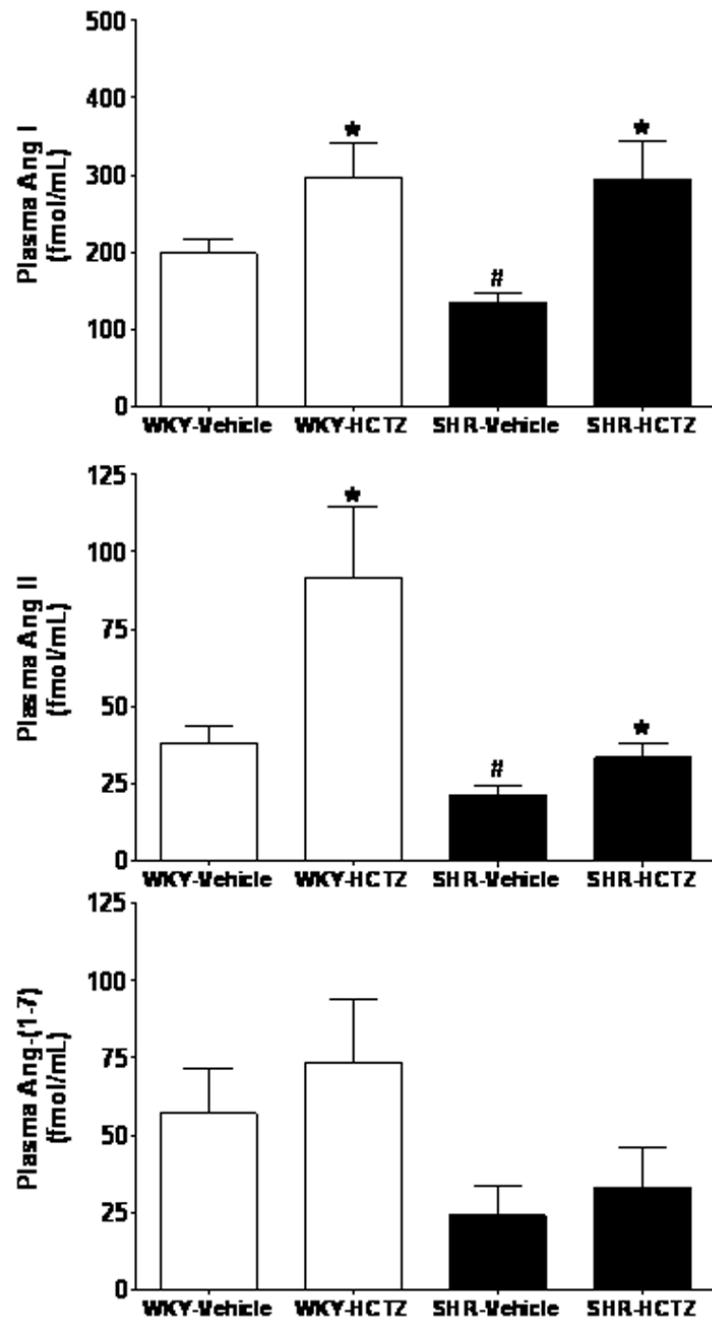 500
400
300
200
100
0
Plasma Ang I
(fmol/mL)
*
#
*
WKY-Vehicle WKY-HCTZ SHR-Vehicle SHR-HCTZ
125
100
75
50
25
0
Plasma Ang II
(fmol/mL)
*
#
*
WKY-Vehicle WKY-HCTZ SHR-Vehicle SHR-HCTZ
125
100
75
50
25
0
Plasma Ang-(1-7)
(fmol/mL)
WKY-Vehicle WKY-HCTZ SHR-Vehicle SHR-HCTZ